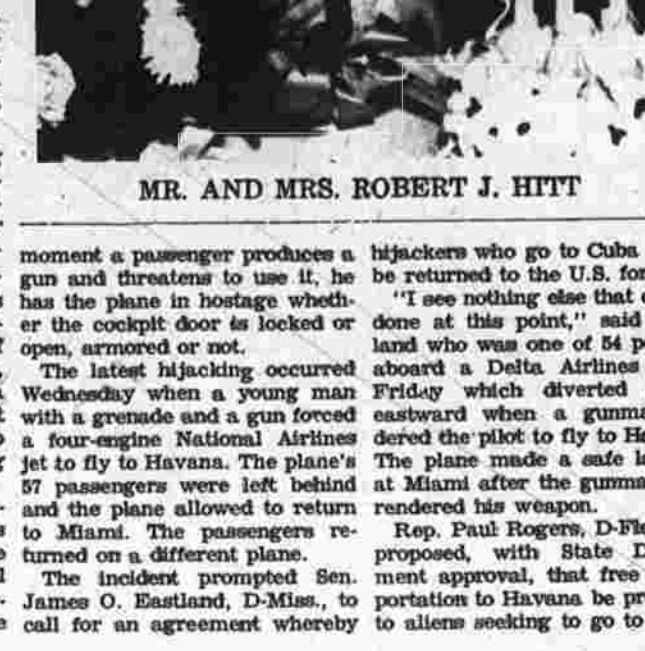 MR. AND MRS. ROBERT J. HITT
moment a passenger produces a
gun and threatens to use it, he
has the plane in hostage wheth-
er the cockpit door is locked or
open, armored or not.
The latest hijacking occurred
Wednesday when a young man
with a grenade and a gun forced
a four-engine National Airlines
jet to fly to Havana. The plane's
57 passengers were left behind
and the plane allowed to return
to Miami. The passengers re-
turned on a different plane.
The incident prompted Sen.
James O. Eastland, D-Miss., to
call for an agreement whereby
hijackers who go to Cuba
be returned to the U.S. for
"I see nothing else that
done at this point," said
land who was one of 54
aboard a Delta Airlines
Friday which diverted
eastward when a gunma
dered the pilot to fly to Ha
The plane made a safe
at Miami after the gunma
rendered his weapon.
Rep. Paul Rogers, D-Fl
proposed, with State D
ment approval, that free
portation to Havana be pr
to aliens seeking to go to